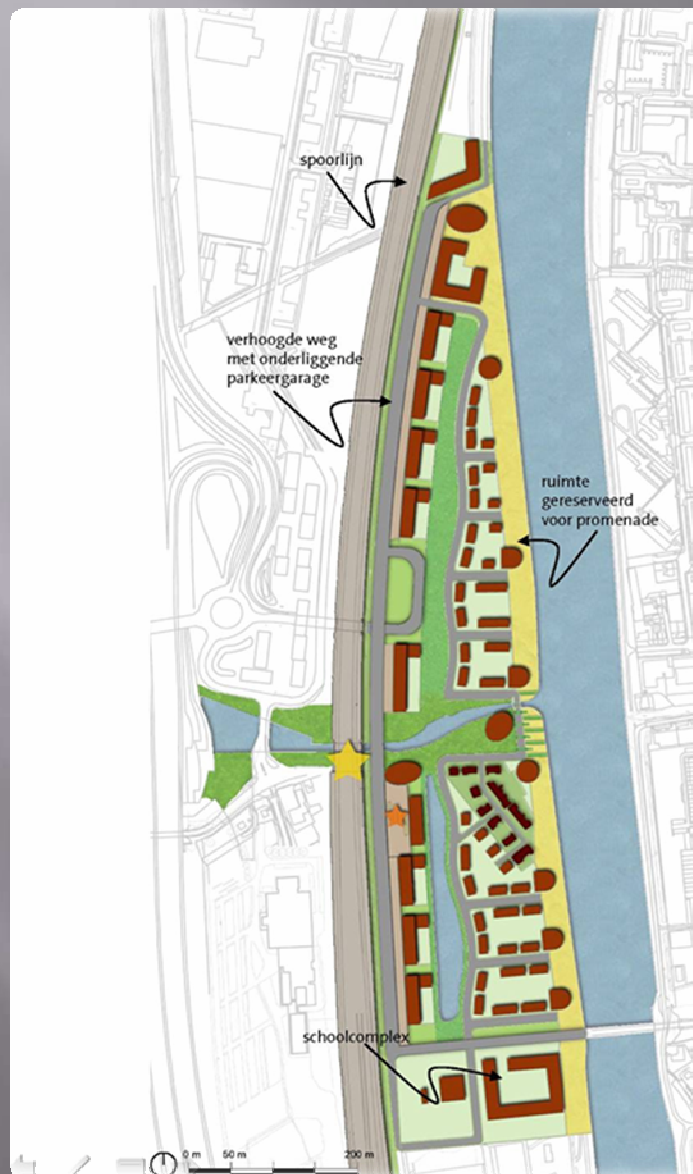 spoorlijn
verhoogde weg
met onderliggende
parkeergarage
ruimte
gereserveerd
voor promenade
schoolcomplex
0 m 50 m 200 m